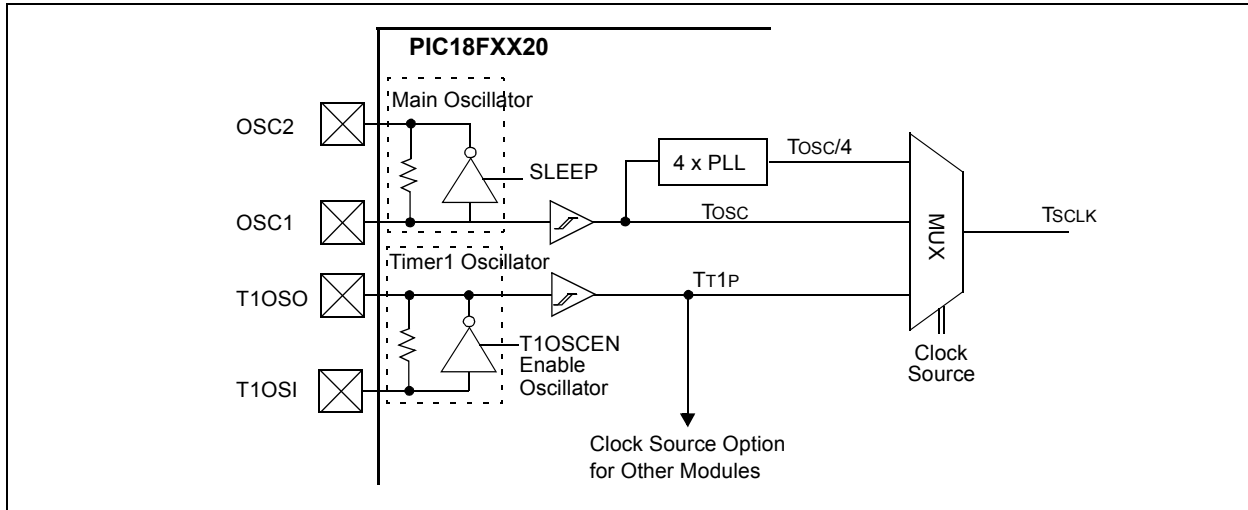 PIC18FXX20
Main Oscillator
OSC2
SLEEP
4 x PLL
TOSC/4
OSC1
TOSC
MUX
TSCLK
Timer1 Oscillator
T1OSO
TT1P
T1OSCEN
Enable
Oscillator
Clock
Source
T1OSI
Clock Source Option
for Other Modules